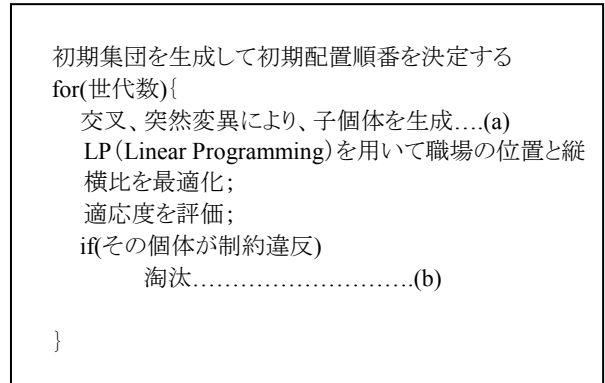 初期集団を生成して初期配置順番を決定する
for(世代数){
交叉、突然変異により、子個体を生成….(a)
LP(Linear Programming)を用いて職場の位置と縦
横比を最適化;
適応度を評価;
if(その個体が制約違反)
淘汰……………………….(b)
}